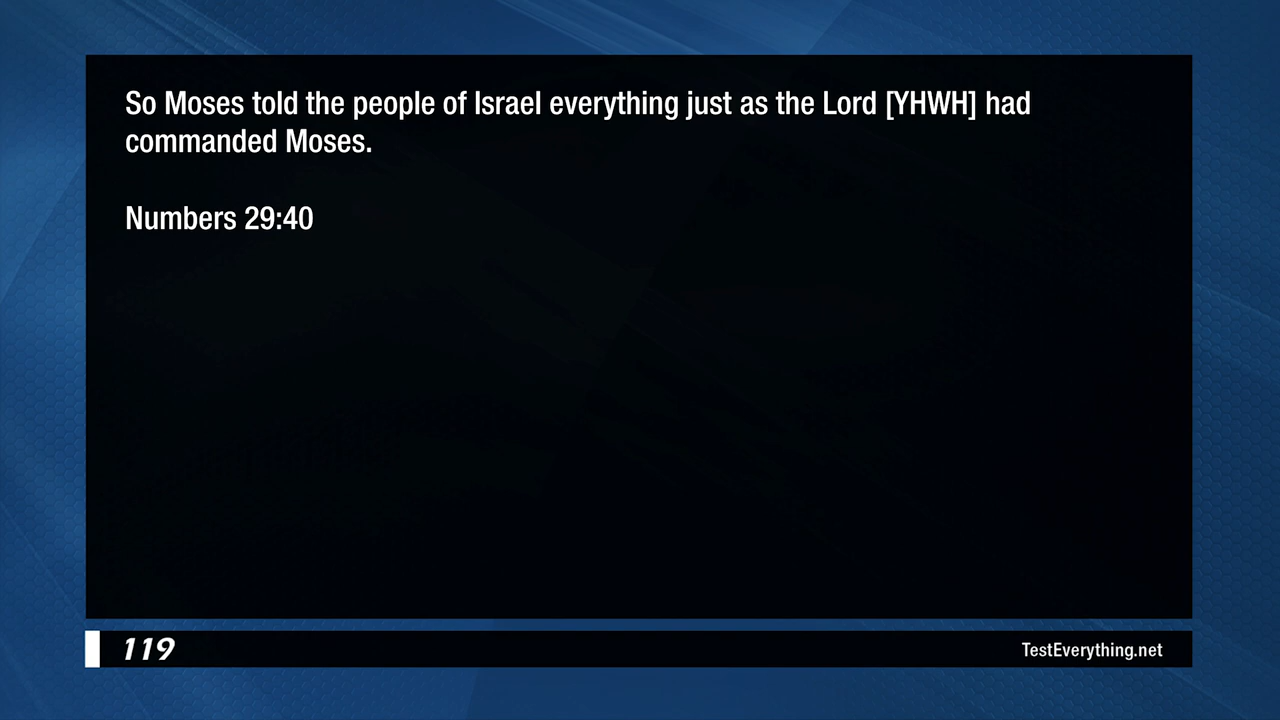 So Moses told the people of Israel everything just as the Lord [YHWH] had
commanded Moses.
Numbers 29:40
119
TestEverything.net